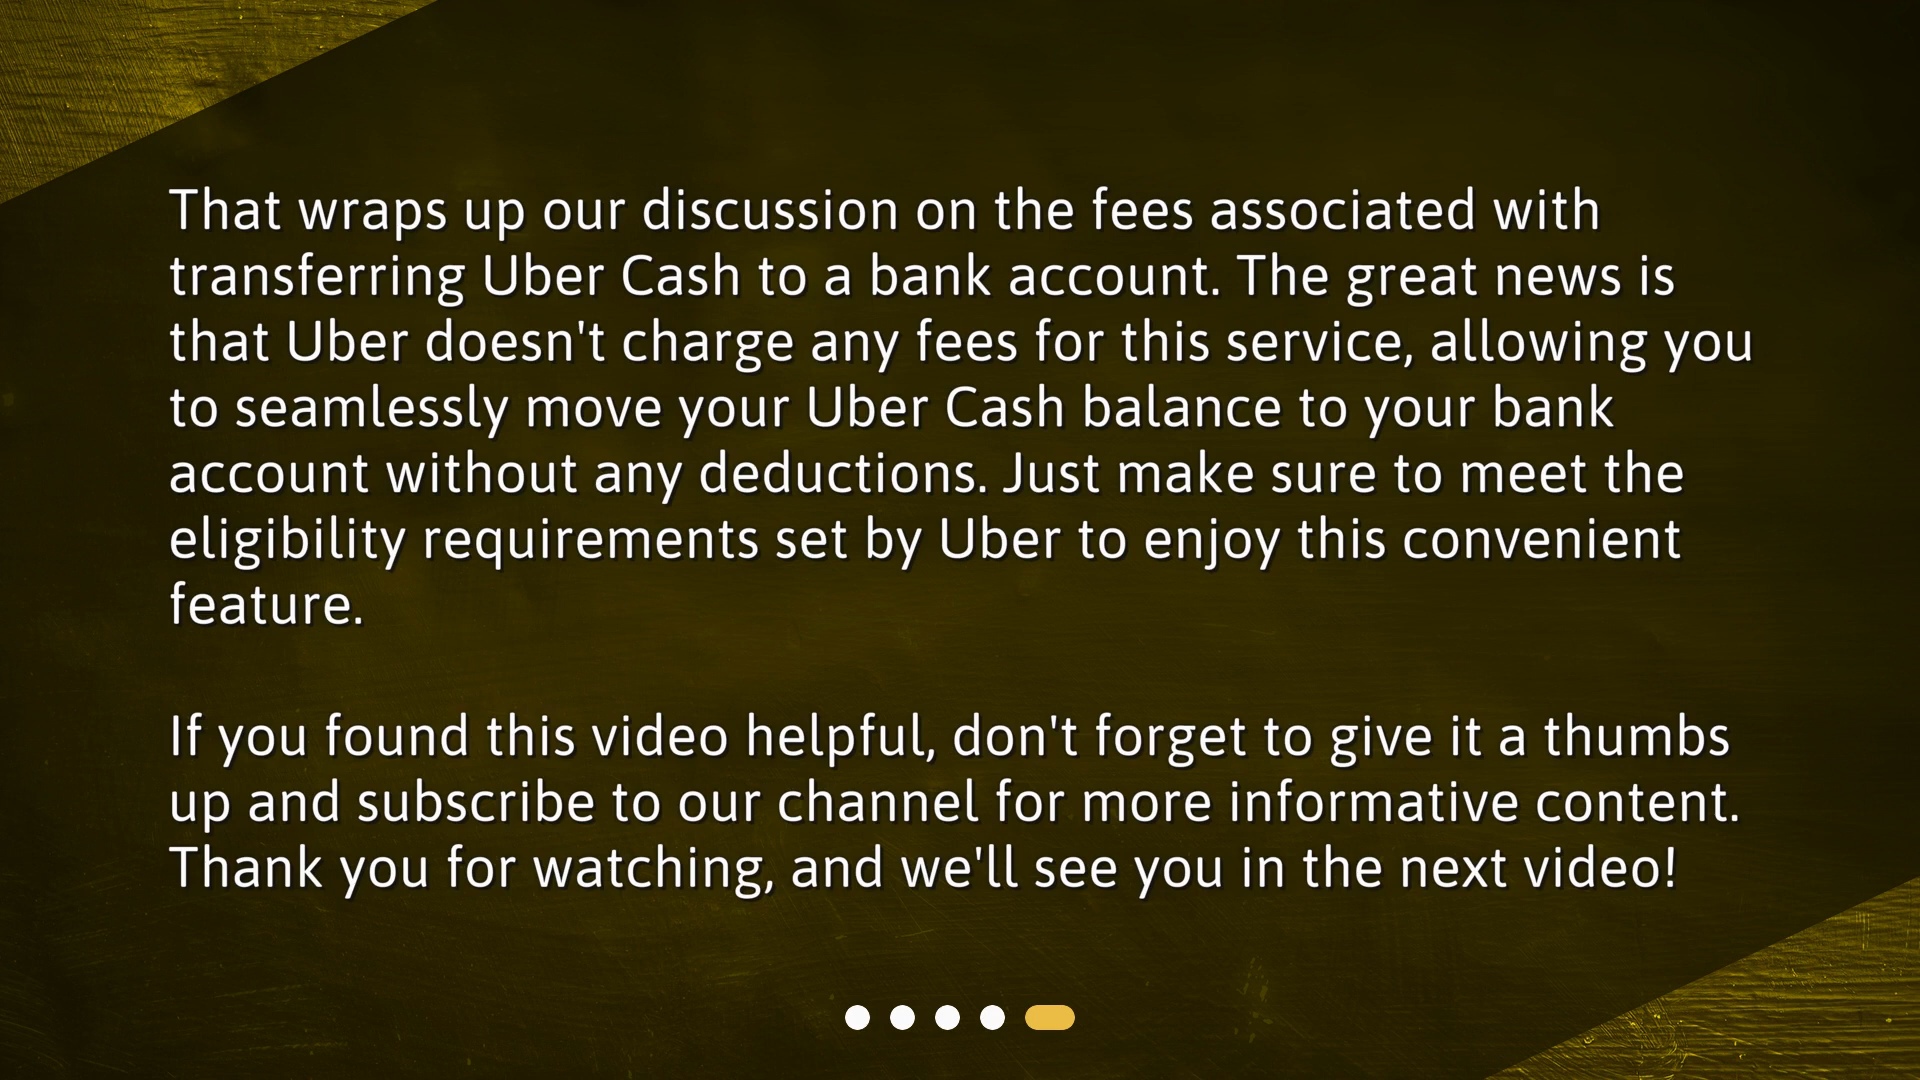 That wraps up our discussion on the fees associated with
transferring Uber Cash to a bank account. The great news is
that Uber doesn't charge any fees for this service, allowing you
to seamlessly move your Uber Cash balance to your bank
account without any deductions. Just make sure to meet the
eligibility requirements set by Uber to enjoy this convenient
feature.
If you found this video helpful, don't forget to give it a thumbs
up and subscribe to our channel for more informative content.
Thank you for watching, and we'll see you in the next video!